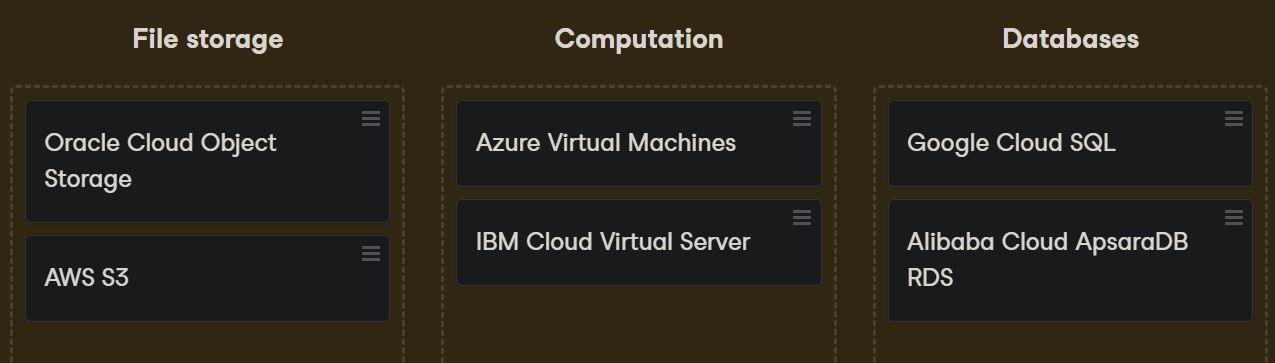 File storage
Oracle Cloud Object
Storage
AWS S3
Computation
Azure Virtual Machines
IBM Cloud Virtual Server
Databases
Google Cloud SQL
Alibaba Cloud ApsaraDB
RDS